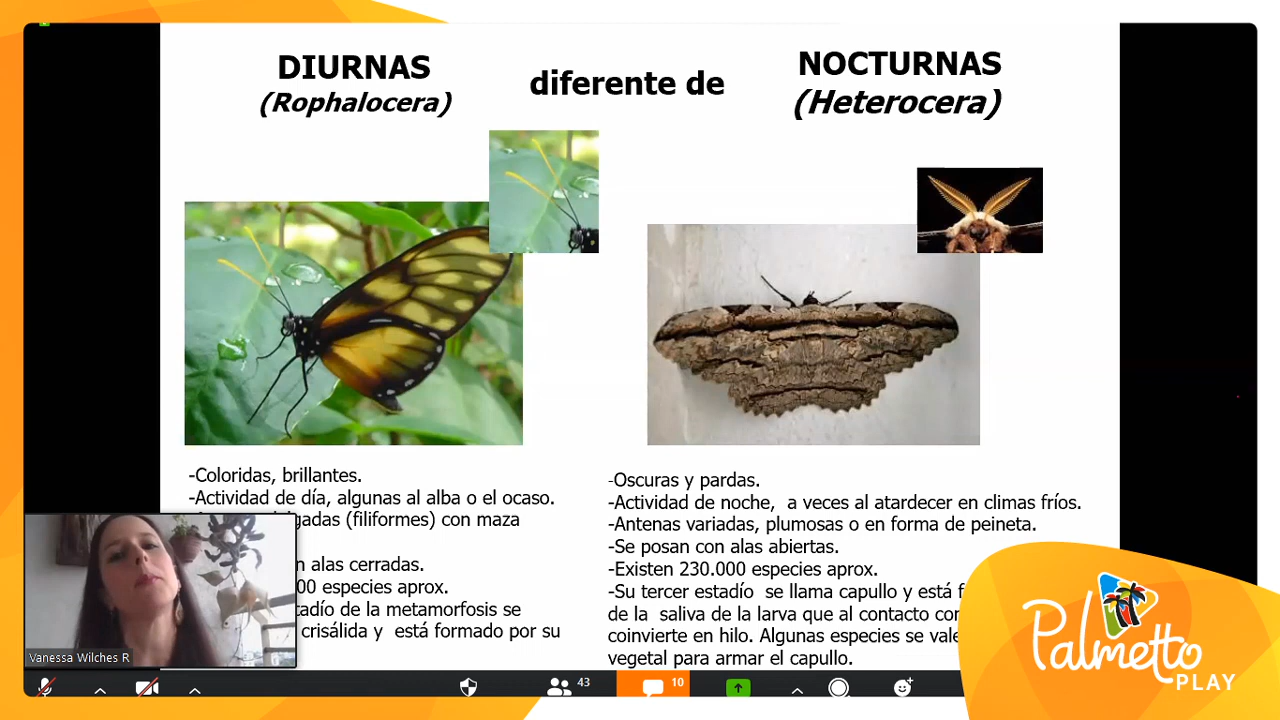 DIURNAS
(Rophalocera)
diferente de
NOCTURNAS
(Heterocera)
-Coloridas, brillantes.
-Actividad de día, algunas al alba o el ocaso.
gadas (filiformes) con maza
alas cerradas.
00 especies aprox.
tadío de la metamorfosis se
crisálida y está formado por su
-Oscuras y pardas.
-Actividad de noche, a veces al atardecer en climas fríos.
-Antenas variadas, plumosas o en forma de peineta.
-Se posan con alas abiertas.
-Existen 230.000 especies aprox.
-Su tercer estadío se llama capullo y está
de la saliva de la larva que al contacto
coinvierte en hilo. Algunas especies se
vegetal para armar el capullo.
Vanessa Wilches R
43
10
Palmetto
PLAY